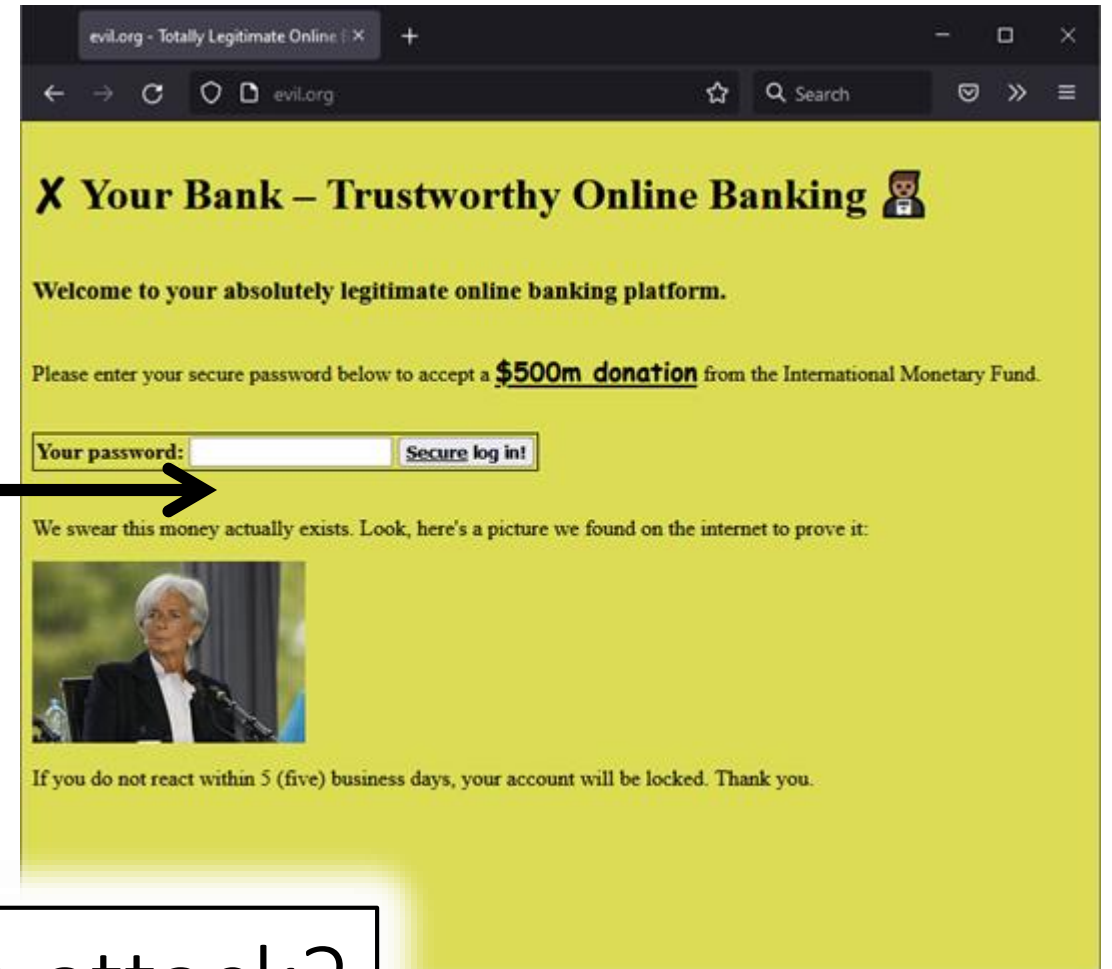 evil.org - Totally Legitimate Online
evil.org
Search
✗ Your Bank – Trustworthy Online Banking
Welcome to your absolutely legitimate online banking platform.
Please enter your secure password below to accept a $500m donation from the International Monetary Fund.
Your password: Secure log in!
We swear this money actually exists. Look, here's a picture we found on the internet to prove it:
If you do not react within 5 (five) business days, your account will be locked. Thank you.
attack?